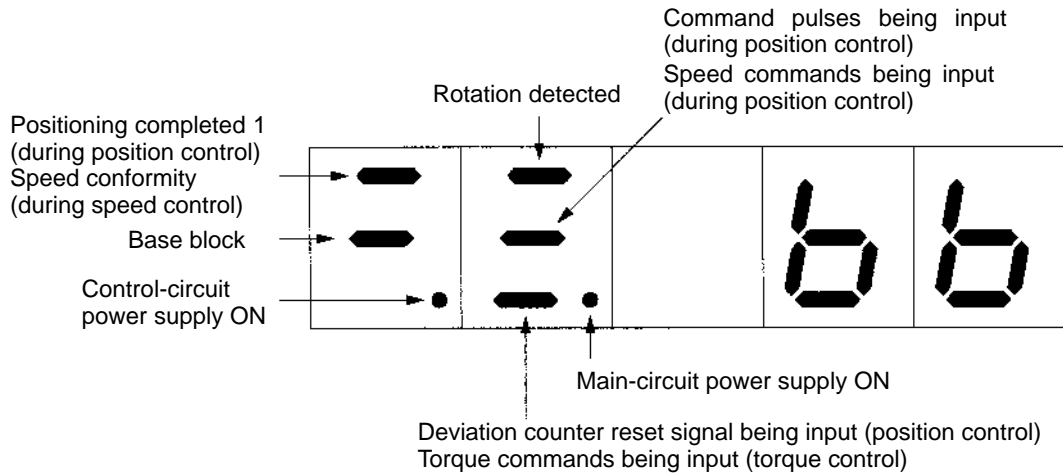 Command pulses being input
(during position control)
Speed commands being input
(during position control)
Rotation detected
Positioning completed 1
(during position control)
Speed conformity
(during speed control)
Base block
Control-circuit
power supply ON
bb
Main-circuit power supply ON
Deviation counter reset signal being input (position control)
Torque commands being input (torque control)